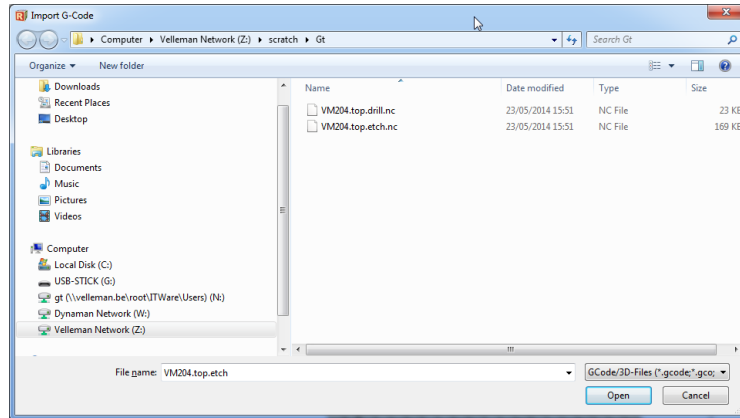 Import G-Code
Computer ▸ Velleman Network (Z:) ▸ scratch ▸ Gt
Search Gt
Organize
New folder
Name
Date modified
Type
Size
Downloads
Recent Places
Desktop
Libraries
Documents
Music
Pictures
Videos
Computer
Local Disk (C:)
USB-STICK (G:)
gt (\\velleman.be\root\ITWare\Users) (N:)
Dynaman Network (W:)
Velleman Network (Z:)
VM204.top.drill.nc 23/05/2014 15:51 NC File 23 KE
VM204.top.etch.nc 23/05/2014 15:51 NC File 169 KE
File name: VM204.top.etch
GCode/3D-Files (*.gcode;*.gco;
Open
Cancel